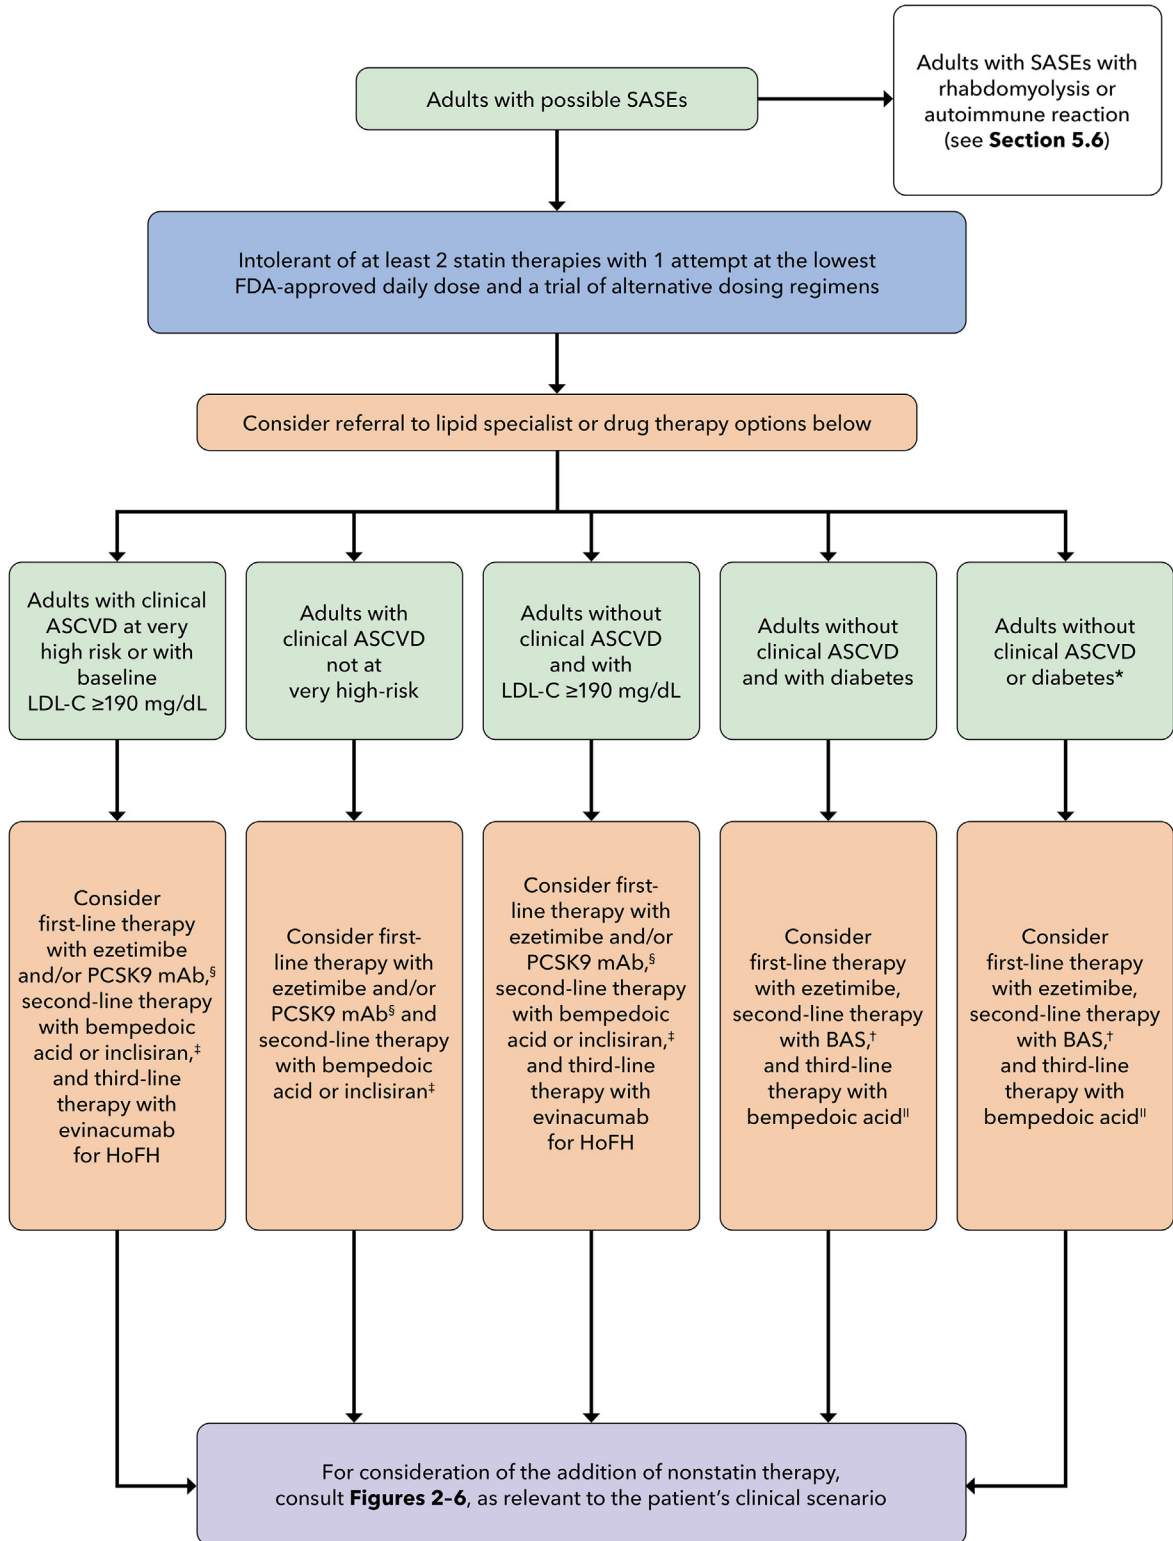 Adults with possible SASEs
Adults with SASEs with
rhabdomyolysis or
autoimmune reaction
(see Section 5.6)
Intolerant of at least 2 statin therapies with 1 attempt at the lowest
FDA-approved daily dose and a trial of alternative dosing regimens
Consider referral to lipid specialist or drug therapy options below
Adults with clinical
ASCVD at very
high risk or with
baseline
LDL-C ≥190 mg/dL
Adults with
clinical ASCVD
not at
very high-risk
Adults without
clinical ASCVD
and with
LDL-C ≥190 mg/dL
Adults without
clinical ASCVD
and with diabetes
Adults without
clinical ASCVD
or diabetes*
Consider
first-line therapy
with ezetimibe
and/or PCSK9 mAb,§
second-line therapy
with bempedoic
acid or inclisiran,‡
and third-line
therapy with
evinacumab
for HoFH
Consider first-
line therapy with
ezetimibe and/or
PCSK9 mAb§ and
second-line therapy
with bempedoic
acid or inclisiran‡
Consider first-
line therapy with
ezetimibe and/or
PCSK9 mAb,§
second-line therapy
with bempedoic
acid or inclisiran,‡
and third-line
therapy with
evinacumab
for HoFH
Consider
first-line therapy
with ezetimibe,
second-line therapy
with BAS,†
and third-line
therapy with
bempedoic acid||
Consider
first-line therapy
with ezetimibe,
second-line therapy
with BAS,†
and third-line
therapy with
bempedoic acid||
For consideration of the addition of nonstatin therapy,
consult Figures 2–6, as relevant to the patient’s clinical scenario